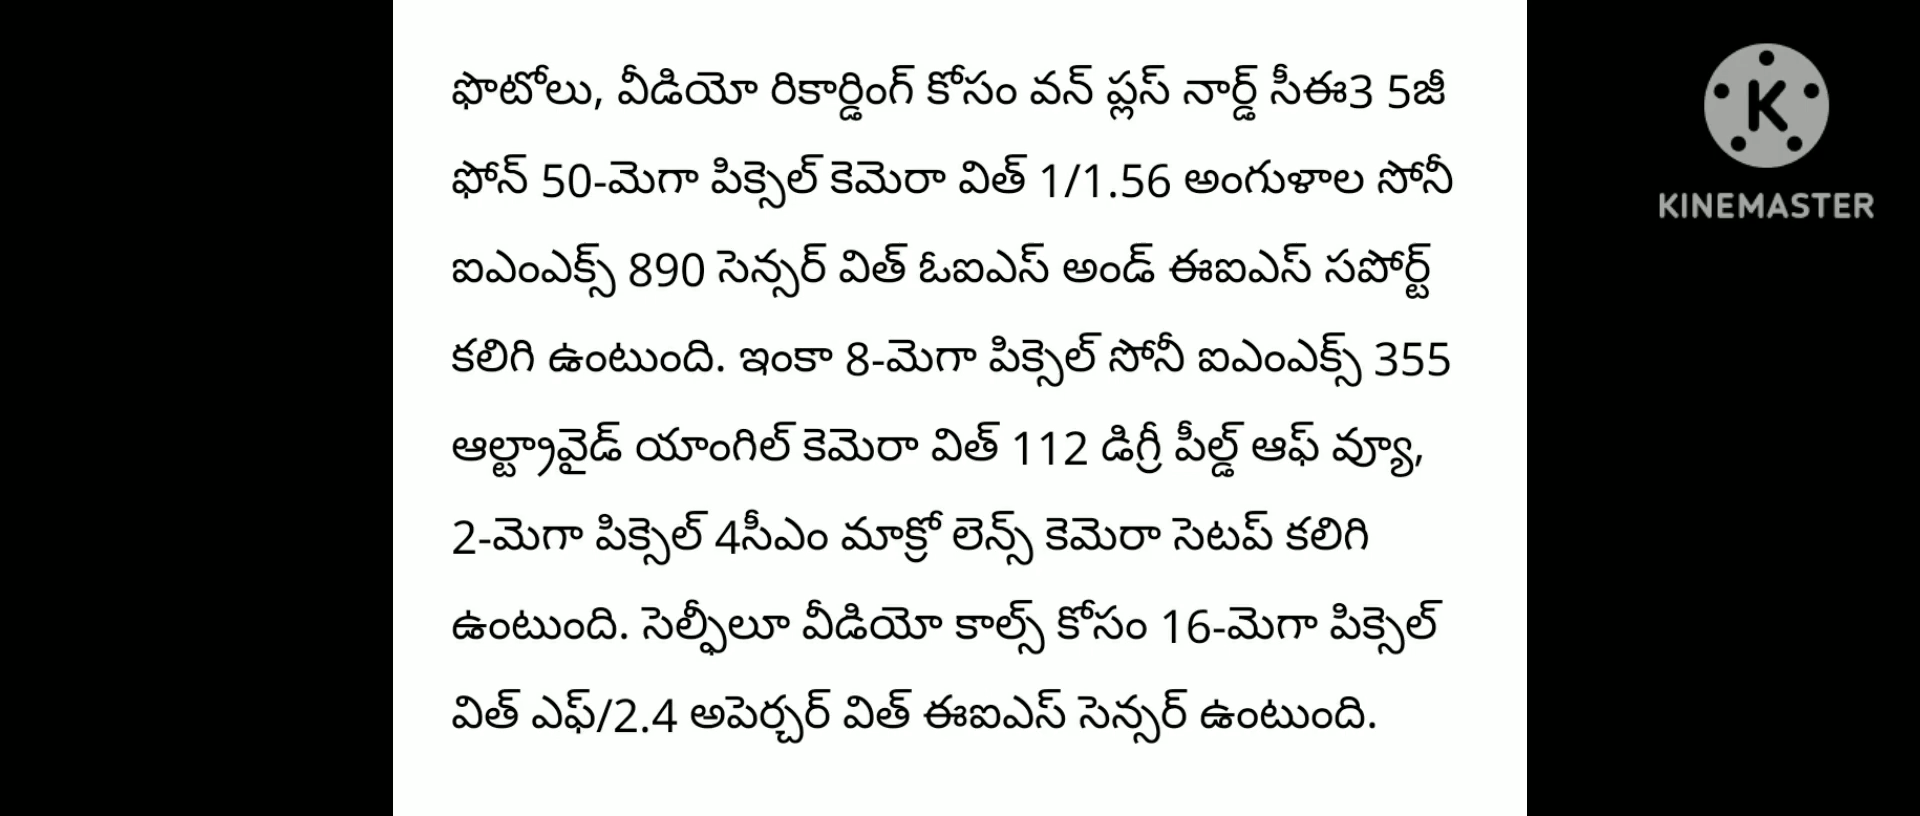 ఫొటోలు, వీడియో రికార్డింగ్ కోసం వన్ ప్లస్ నార్డ్ సీఈ3 5జీ
ఫోన్ 50-మెగా పిక్సెల్ కెమెరా విత్ 1/1.56 అంగుళాల సోనీ
ఐఎంఎక్స్ 890 సెన్సర్ విత్ ఓఐఎస్ అండ్ ఈఐఎస్ సపోర్ట్
కలిగి ఉంటుంది. ఇంకా 8-మెగా పిక్సెల్ సోనీ ఐఎంఎక్స్ 355
ఆల్ట్రావైడ్ యాంగిల్ కెమెరా విత్ 112 డిగ్రీ పీల్డ్ ఆఫ్ వ్యూ,
2-మెగా పిక్సెల్ 4సీఎం మాక్రో లెన్స్ కెమెరా సెటప్ కలిగి
ఉంటుంది. సెల్ఫీలూ వీడియో కాల్స్ కోసం 16-మెగా పిక్సెల్
విత్ ఎఫ్/2.4 అపెర్చర్ విత్ ఈఐఎస్ సెన్సర్ ఉంటుంది.
K
KINEMASTER